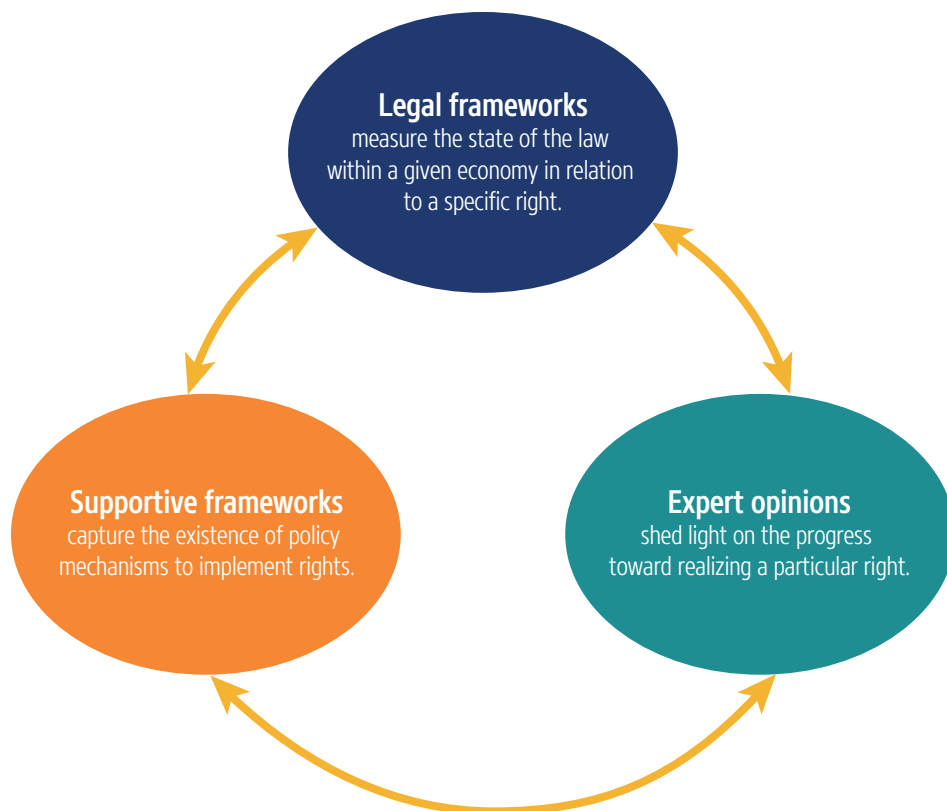 Legal frameworks
measure the state of the law
within a given economy in relation
to a specific right.
Supportive frameworks
capture the existence of policy
mechanisms to implement rights.
Expert opinions
shed light on the progress
toward realizing a particular right.